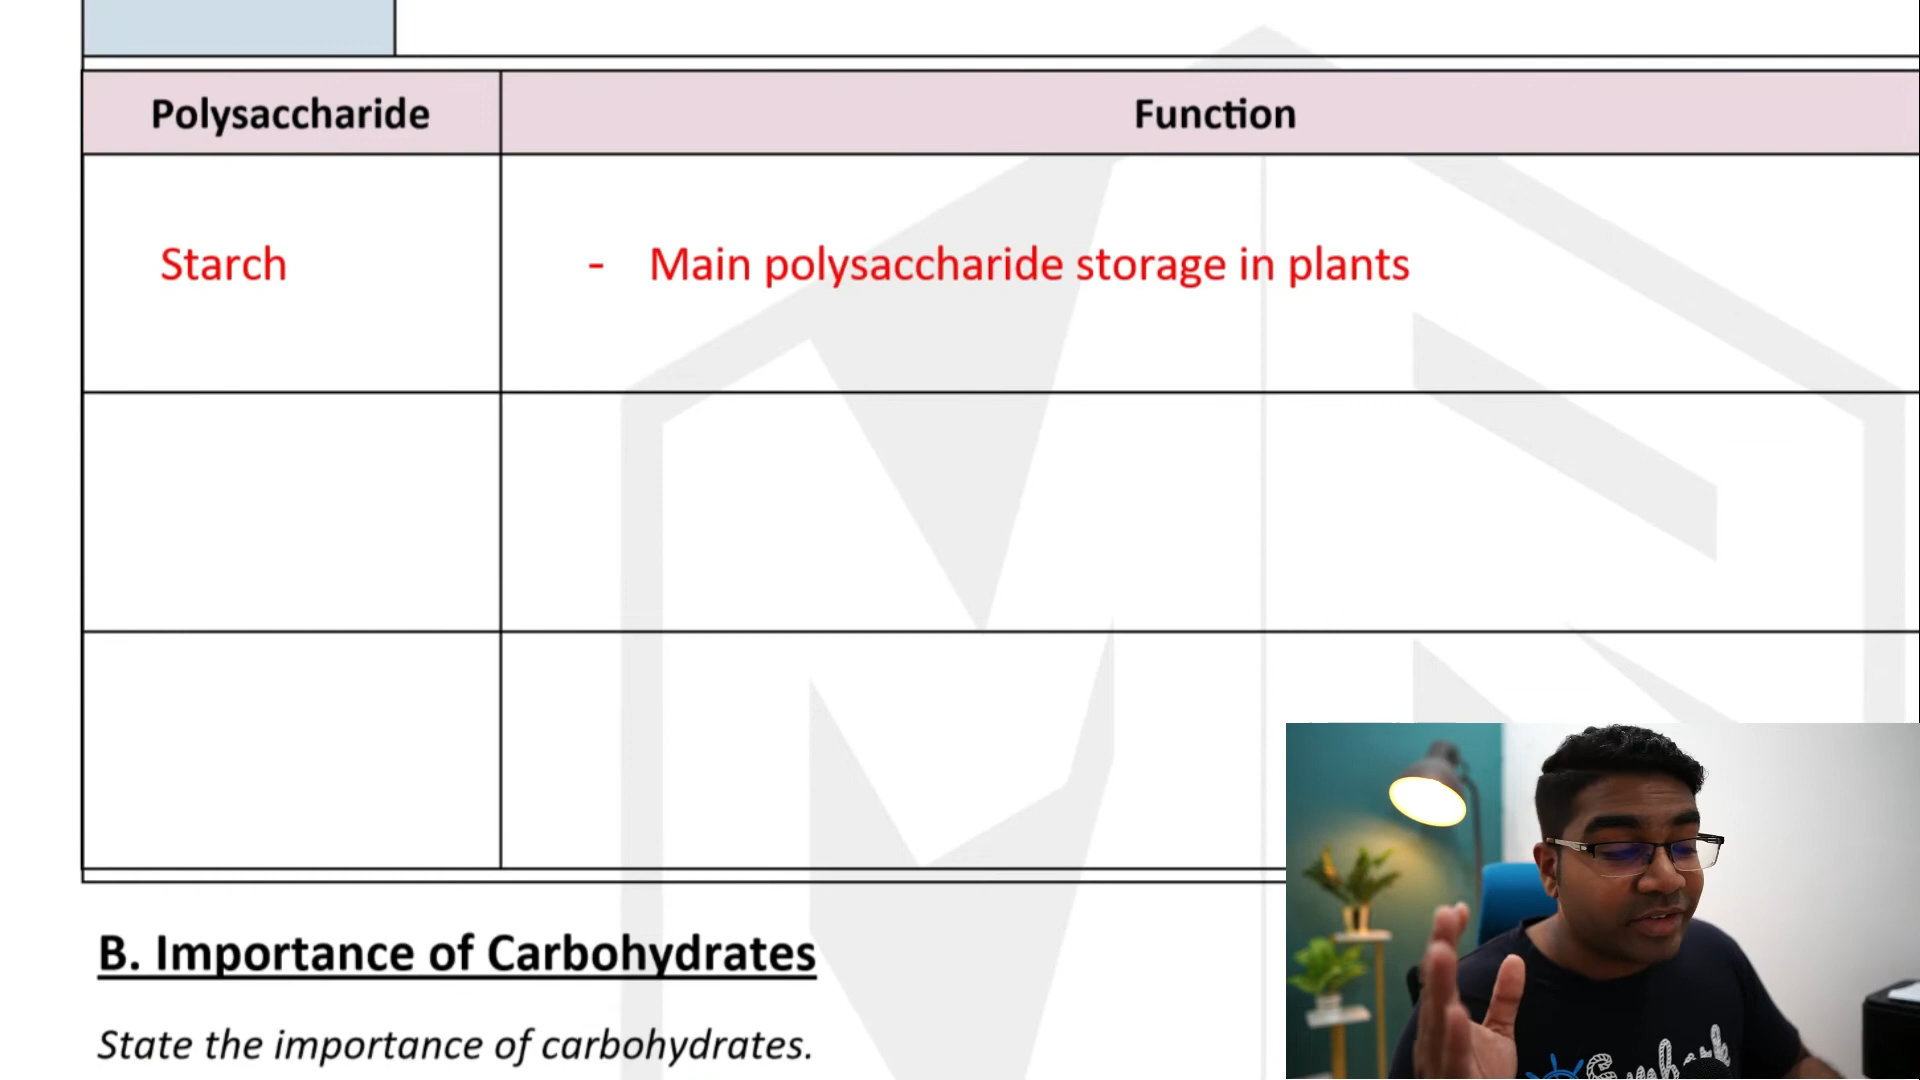 Polysaccharide Function
Starch - Main polysaccharide storage in plants
B. Importance of Carbohydrates
State the importance of carbohydrates.